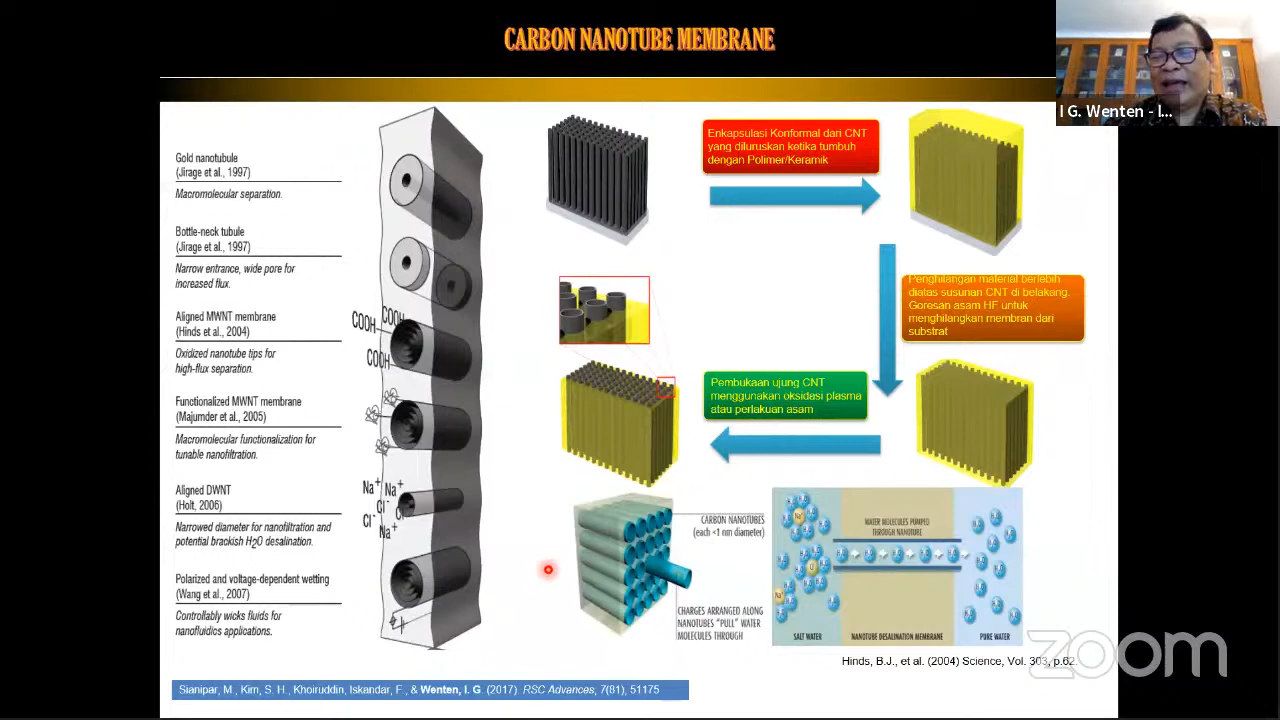 CARBON NANOTUBE MEMBRANE
I G. Wenten - I...
Gold nanotubule
(Jirage et al., 1997)
Macromolecular separation.
Bottle-neck tubule
(Jirage et al., 1997)
Narrow entrance, wide pore for
increased flux.
Aligned MWNT membrane
(Hinds et al., 2004)
Oxidized nanotube tips for
high-flux separation.
Functionalized MWNT membrane
(Majumder et al., 2005)
Macromolecular functionalization for
tunable nanofiltration.
Aligned DWNT
(Holt, 2006)
Narrowed diameter for nanofiltration and
potential brackish H₂O desalination.
Polarized and voltage-dependent wetting
(Wang et al., 2007)
Controllably wicks fluids for
nanofluidics applications.
COOH
COOH
COOH
Na⁺
Na⁺
Cl⁻
Cl⁻
Na⁺
Enkapsulasi Konformal dari CNT
yang diluruskan ketika tumbuh
dengan Polimer/Keramik
Penghilangan material berlebih
diatas susunan CNT di belakang.
Goresan asam HF untuk
menghilangkan membran dari
substrat
Pembukaan ujung CNT
menggunakan oksidasi plasma
atau perlakuan asam
CARBON NANOTUBES
(each <1 nm diameter)
CHARGES ARRANGED ALONG
NANOTUBES "PULL" WATER
MOLECULES THROUGH
WATER MOLECULES PUMPED
THROUGH NANOTUBE
SALT WATER
NANOTUBE DESALINATION MEMBRANE
PURE WATER
Hinds, B.J., et al. (2004) Science, Vol. 303, p.62.
Sianipar, M., Kim, S. H., Khoiruddin, Iskandar, F., & Wenten, I. G. (2017). RSC Advances, 7(81), 51175
zoom